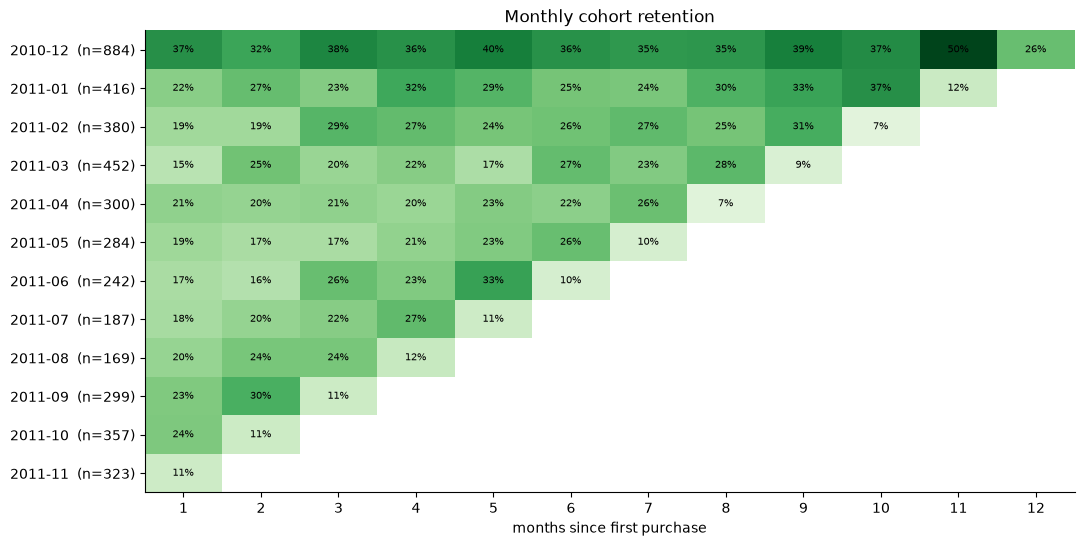 Monthly cohort retention
2010-12 (n=884) 37% 32% 38% 36% 40% 36% 35% 35% 39% 37% 50% 26%
2011-01 (n=416) 22% 27% 23% 32% 29% 25% 24% 30% 33% 37% 12%
2011-02 (n=380) 19% 19% 29% 27% 24% 26% 27% 25% 31% 7%
2011-03 (n=452) 15% 25% 20% 22% 17% 27% 23% 28% 9%
2011-04 (n=300) 21% 20% 21% 20% 23% 22% 26% 7%
2011-05 (n=284) 19% 17% 17% 21% 23% 26% 10%
2011-06 (n=242) 17% 16% 26% 23% 33% 10%
2011-07 (n=187) 18% 20% 22% 27% 11%
2011-08 (n=169) 20% 24% 24% 12%
2011-09 (n=299) 23% 30% 11%
2011-10 (n=357) 24% 11%
2011-11 (n=323) 11%
1 2 3 4 5 6 7 8 9 10 11 12
months since first purchase